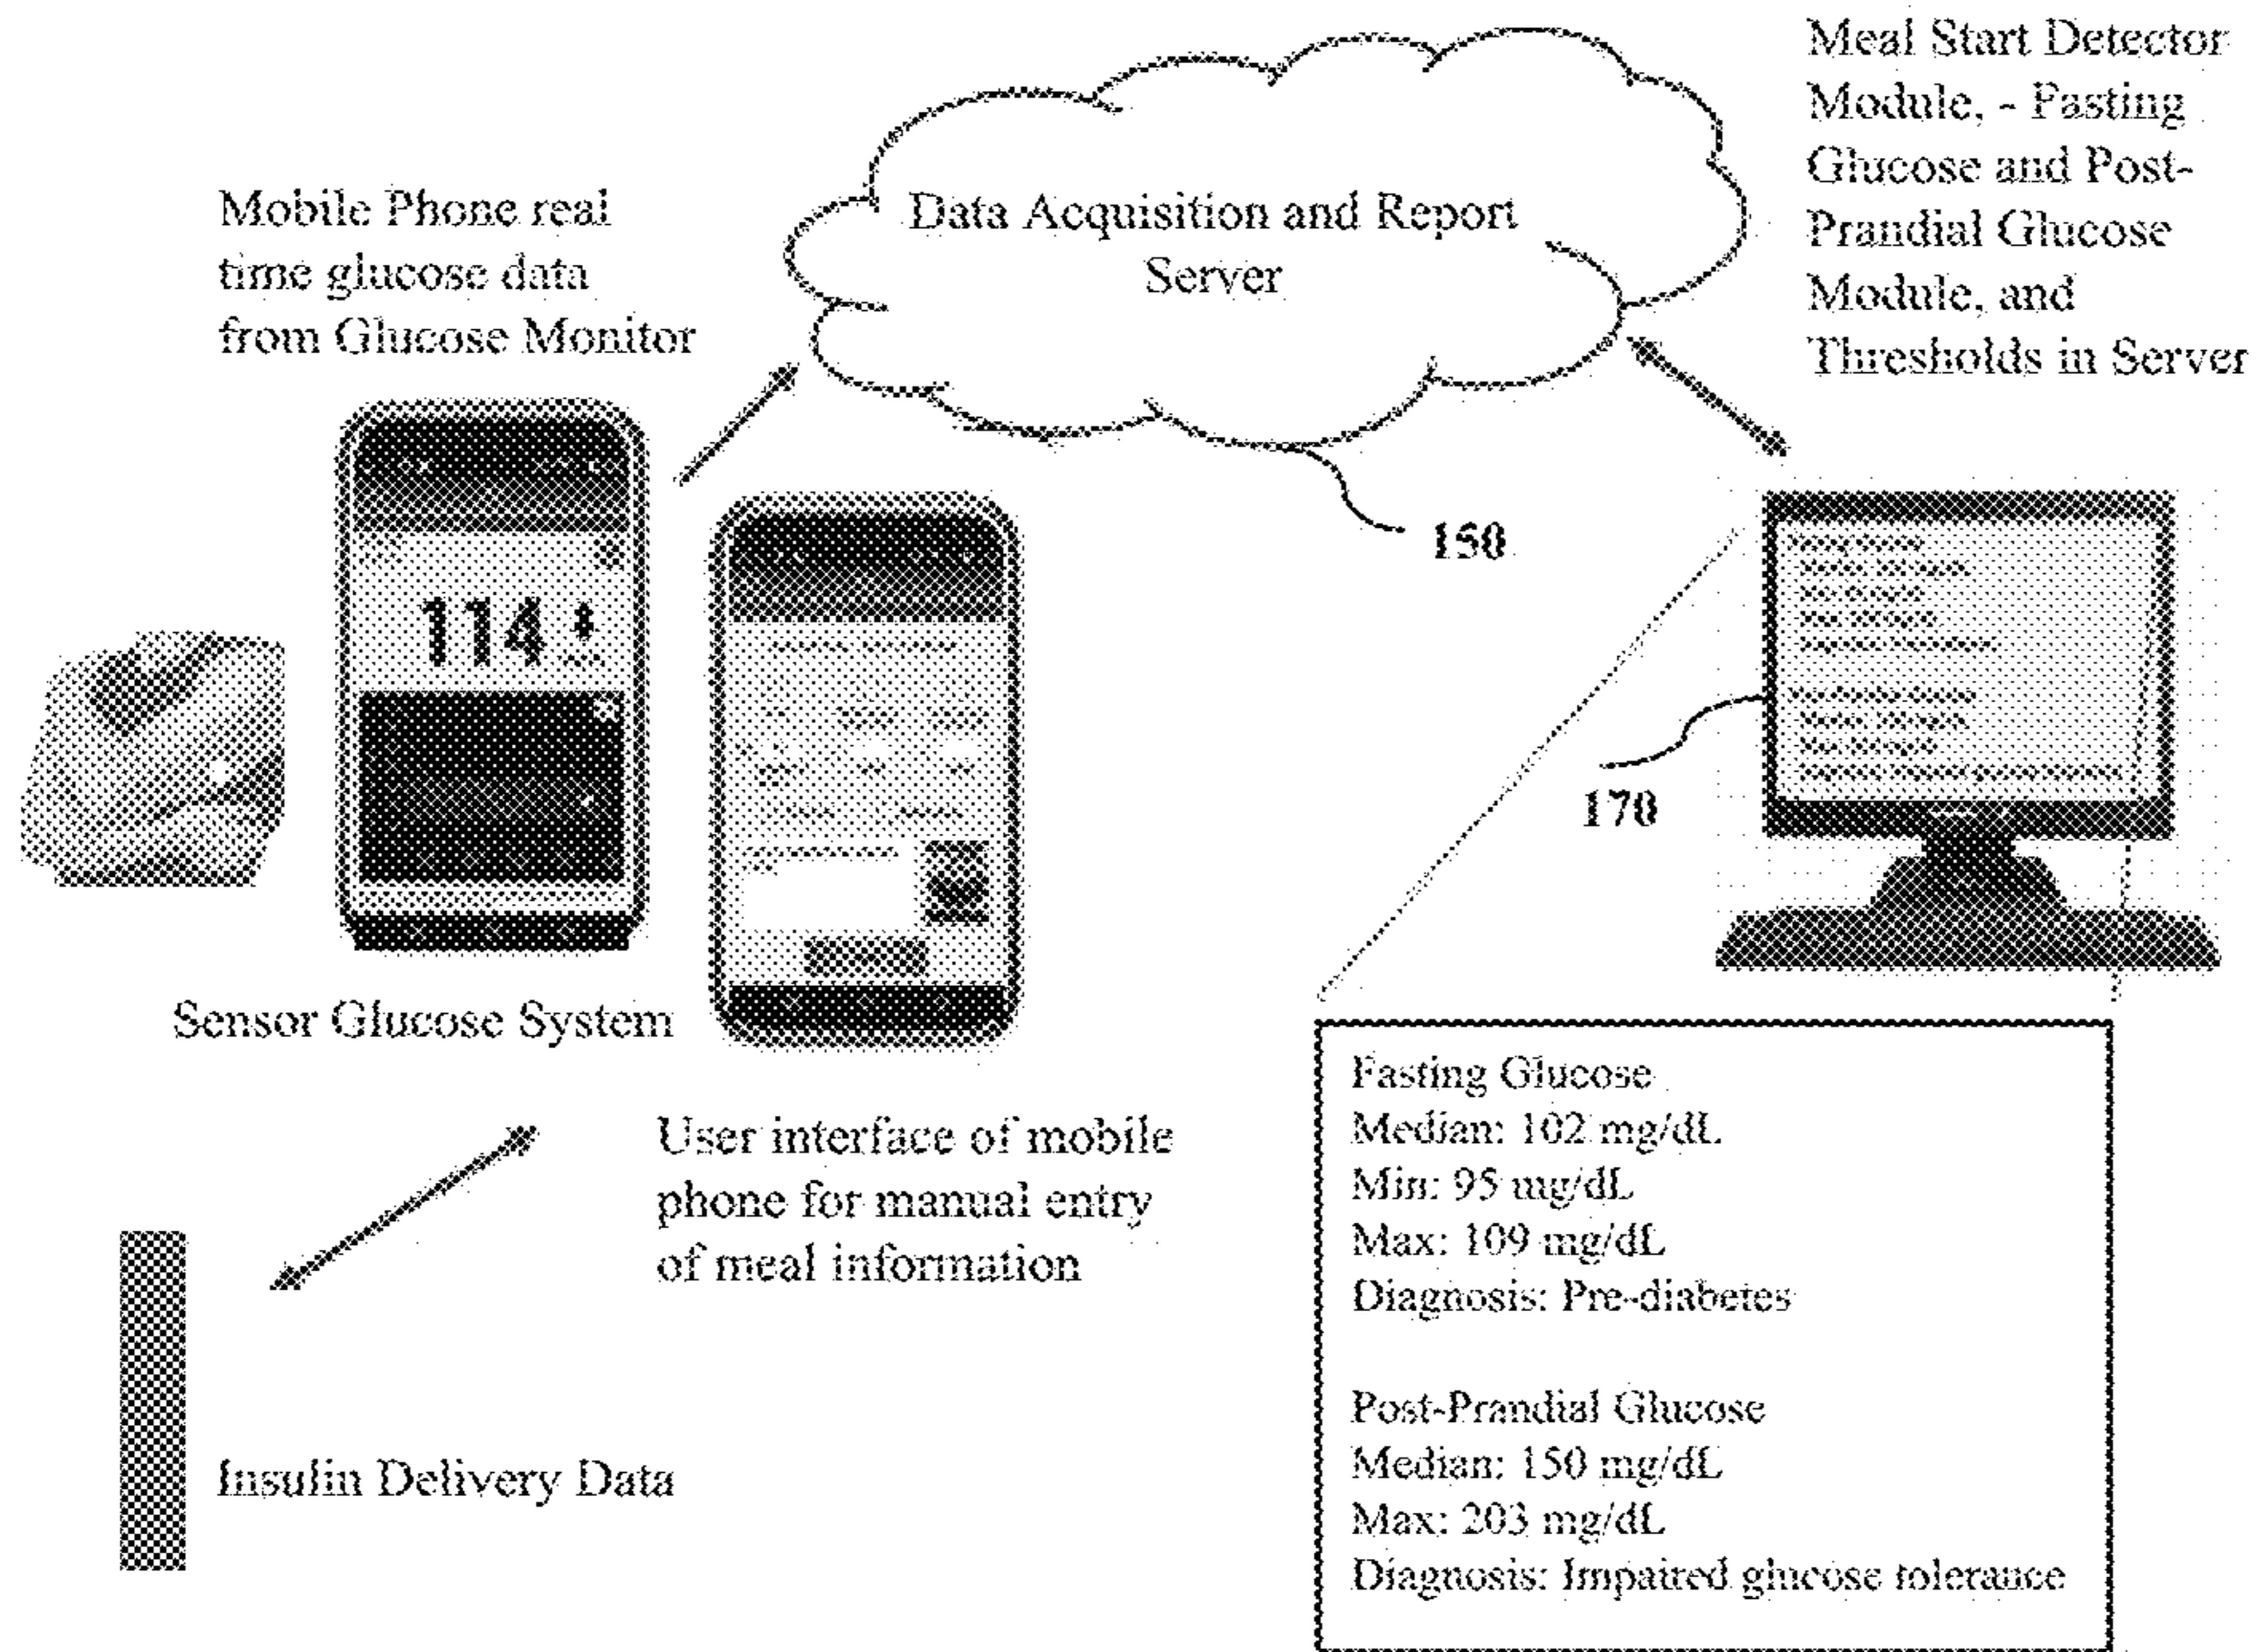 Mobile Phone real
time glucose data
from Glucose Monitor
Data Acquisition and Report
Server
Meal Start Detector
Module, - Fasting
Glucose and Post-
Prandial Glucose
Module, and
Thresholds in Server
150
114
170
Sensor Glucose System
User interface of mobile
phone for manual entry
of meal information
Insulin Delivery Data
Fasting Glucose
Median: 102 mg/dL
Min: 95 mg/dL
Max: 109 mg/dL
Diagnosis: Pre-diabetes
Post-Prandial Glucose
Median: 150 mg/dL
Max: 203 mg/dL
Diagnosis: Impaired glucose tolerance